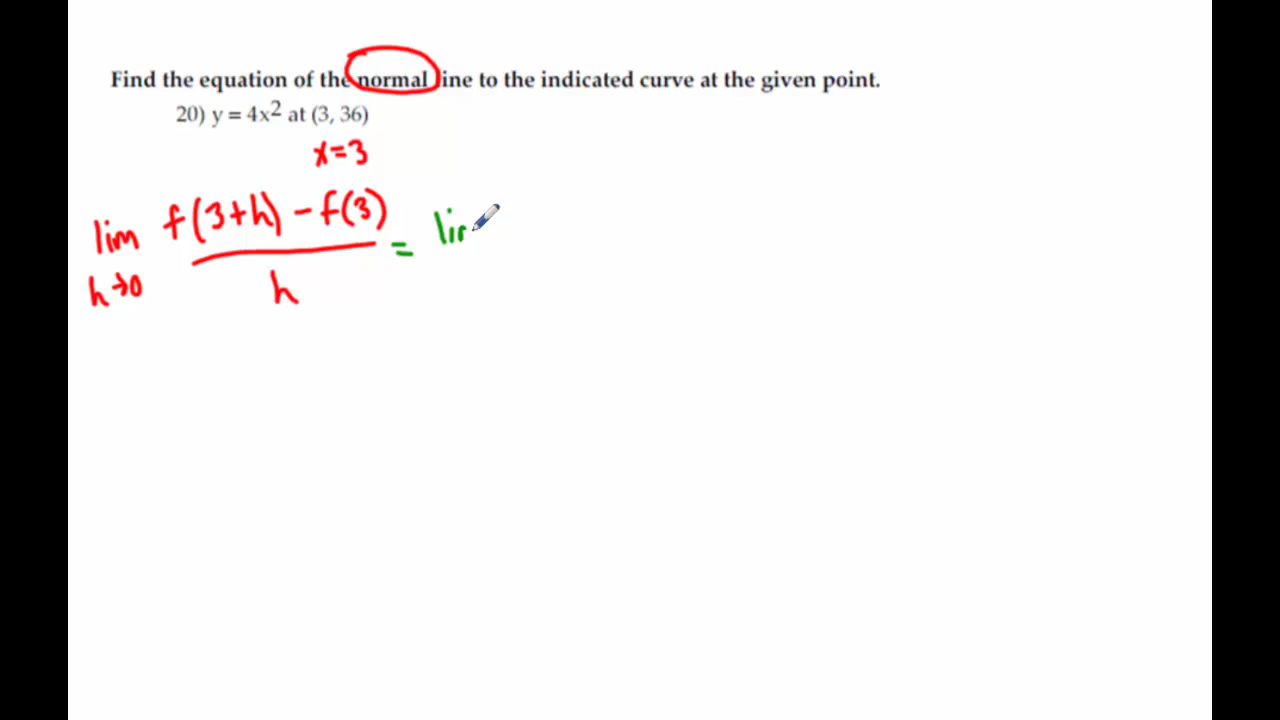 Find the equation of the normal line to the indicated curve at the given point.
20) y = 4x² at (3, 36)
x=3
lim h→0 f(3+h) - f(3) / h = lim